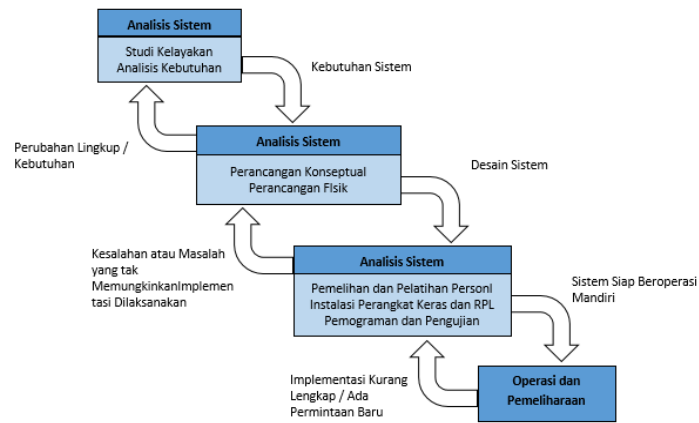 Analisis Sistem
Studi Kelayakan
Analisis Kebutuhan
Kebutuhan Sistem
Perubahan Lingkup /
Kebutuhan
Analisis Sistem
Perancangan Konseptual
Perancangan FIsik
Desain Sistem
Kesalahan atau Masalah
yang tak
MemungkinkanImplemen
tasi Dilaksanakan
Analisis Sistem
Pemelihan dan Pelatihan Personl
Instalasi Perangkat Keras dan RPL
Pemograman dan Pengujian
Sistem Siap Beroperasi
Mandiri
Implementasi Kurang
Lengkap / Ada
Permintaan Baru
Operasi dan
Pemeliharaan